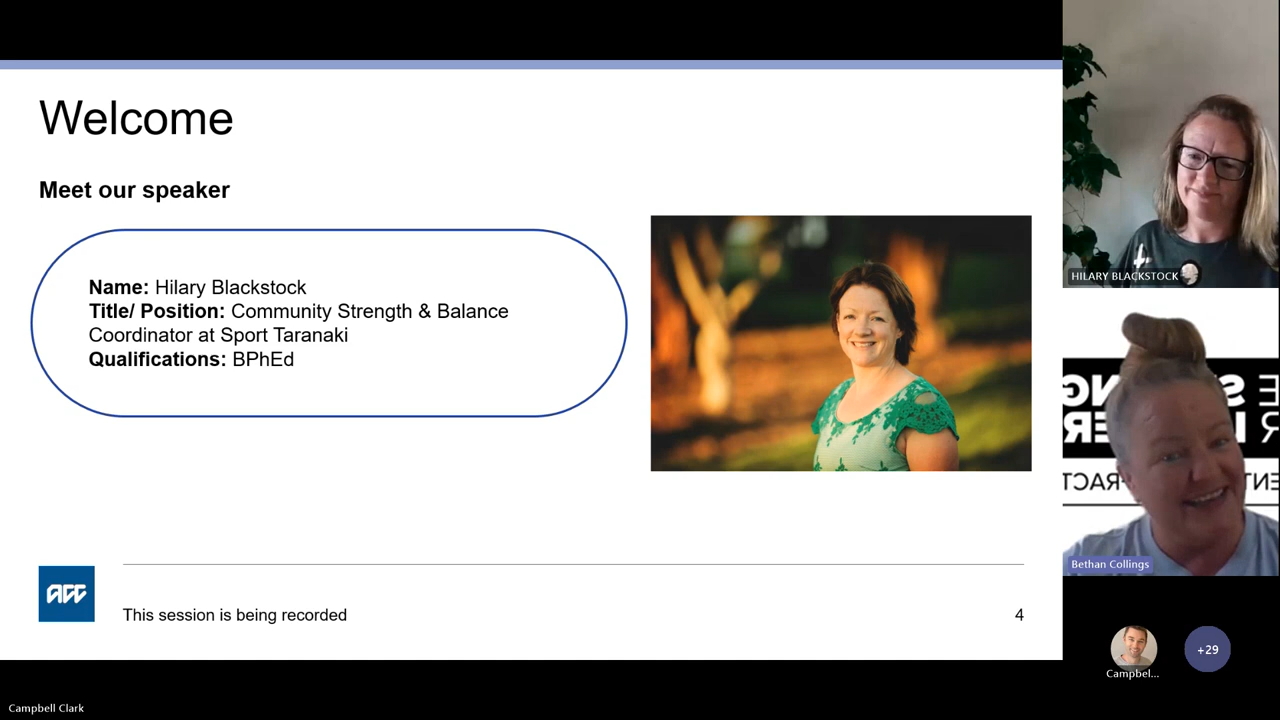 Welcome
Meet our speaker
Name: Hilary Blackstock
Title/ Position: Community Strength & Balance
Coordinator at Sport Taranaki
Qualifications: BPhEd
acc
This session is being recorded
4
HILARY BLACKSTOCK
Bethan Collings
Campbel...
+29
Campbell Clark